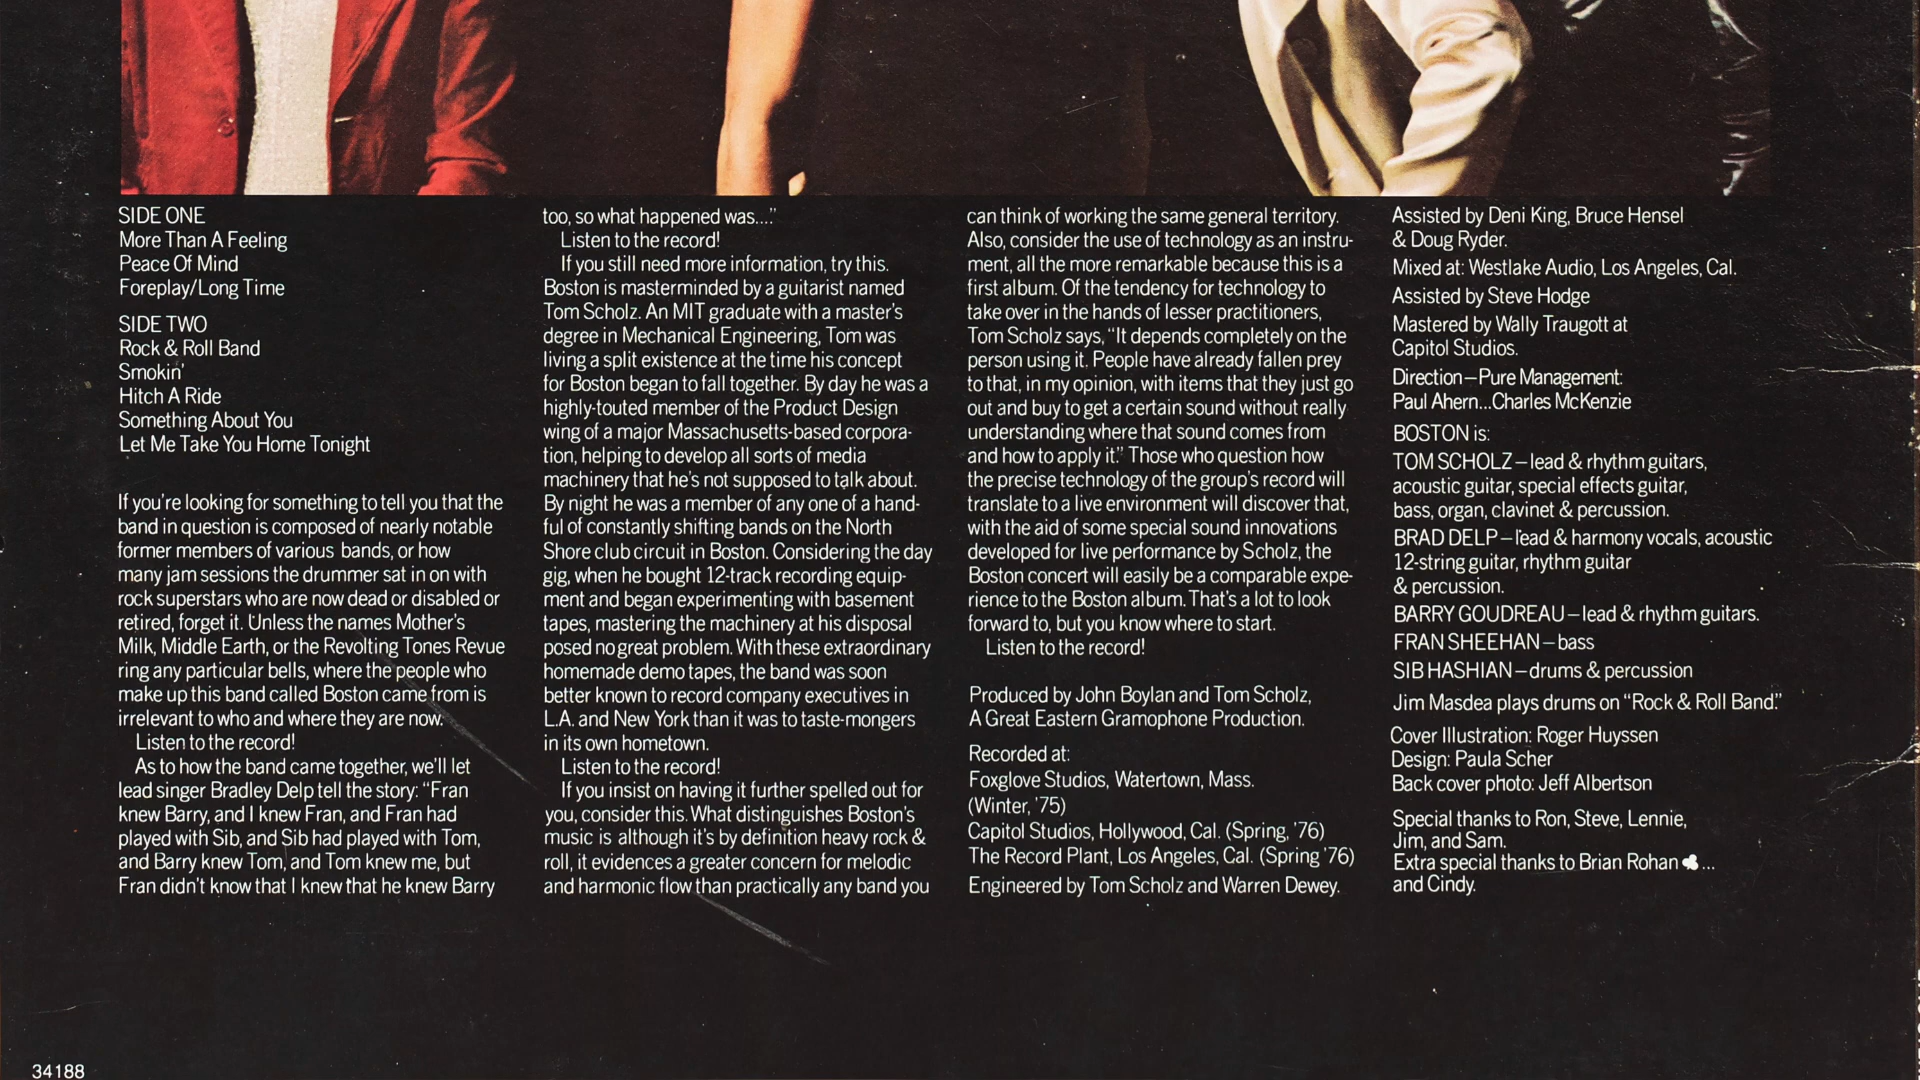 SIDE ONE
More Than A Feeling
Peace Of Mind
Foreplay/Long Time
SIDE TWO
Rock & Roll Band
Smokin'
Hitch A Ride
Something About You
Let Me Take You Home Tonight
If you're looking for something to tell you that the
band in question is composed of nearly notable
former members of various bands, or how
many jam sessions the drummer sat in on with
rock superstars who are now dead or disabled or
retired, forget it. Unless the names Mother's
Milk, Middle Earth, or the Revolting Tones Revue
ring any particular bells, where the people who
make up this band called Boston came from is
irrelevant to who and where they are now.
Listen to the record!
As to how the band came together, we'll let
lead singer Bradley Delp tell the story: "Fran
knew Barry, and I knew Fran, and Fran had
played with Sib, and Sib had played with Tom,
and Barry knew Tom, and Tom knew me, but
Fran didn't know that I knew that he knew Barry
too, so what happened was...."
Listen to the record!
If you still need more information, try this.
Boston is masterminded by a guitarist named
Tom Scholz. An MIT graduate with a master's
degree in Mechanical Engineering, Tom was
living a split existence at the time his concept
for Boston began to fall together. By day he was a
highly-touted member of the Product Design
wing of a major Massachusetts-based corpora-
tion, helping to develop all sorts of media
machinery that he's not supposed to talk about.
By night he was a member of any one of a hand-
ful of constantly shifting bands on the North
Shore club circuit in Boston. Considering the day
gig, when he bought 12-track recording equip-
ment and began experimenting with basement
tapes, mastering the machinery at his disposal
posed no great problem. With these extraordinary
homemade demo tapes, the band was soon
better known to record company executives in
L.A. and New York than it was to taste-mongers
in its own hometown.
Listen to the record!
If you insist on having it further spelled out for
you, consider this. What distinguishes Boston's
music is although it's by definition heavy rock &
roll, it evidences a greater concern for melodic
and harmonic flow than practically any band you
can think of working the same general territory.
Also, consider the use of technology as an instru-
ment, all the more remarkable because this is a
first album. Of the tendency for technology to
take over in the hands of lesser practitioners,
Tom Scholz says, "It depends completely on the
person using it. People have already fallen prey
to that, in my opinion, with items that they just go
out and buy to get a certain sound without really
understanding where that sound comes from
and how to apply it." Those who question how
the precise technology of the group's record will
translate to a live environment will discover that,
with the aid of some special sound innovations
developed for live performance by Scholz, the
Boston concert will easily be a comparable expe-
rience to the Boston album. That's a lot to look
forward to, but you know where to start.
Listen to the record!
Produced by John Boylan and Tom Scholz,
A Great Eastern Gramophone Production.
Recorded at:
Foxglove Studios, Watertown, Mass.
(Winter, '75)
Capitol Studios, Hollywood, Cal. (Spring, '76)
The Record Plant, Los Angeles, Cal. (Spring '76)
Engineered by Tom Scholz and Warren Dewey.
Assisted by Deni King, Bruce Hensel
& Doug Ryder.
Mixed at: Westlake Audio, Los Angeles, Cal.
Assisted by Steve Hodge
Mastered by Wally Traugott at
Capitol Studios.
Direction—Pure Management:
Paul Ahern...Charles McKenzie
BOSTON is:
TOM SCHOLZ—lead & rhythm guitars,
acoustic guitar, special effects guitar,
bass, organ, clavinet & percussion.
BRAD DELP—lead & harmony vocals, acoustic
12-string guitar, rhythm guitar
& percussion.
BARRY GOUDREAU—lead & rhythm guitars.
FRAN SHEEHAN—bass
SIB HASHIAN—drums & percussion
Jim Masdea plays drums on "Rock & Roll Band."
Cover Illustration: Roger Huyssen
Design: Paula Scher
Back cover photo: Jeff Albertson
Special thanks to Ron, Steve, Lennie,
Jim, and Sam.
Extra special thanks to Brian Rohan ♣...
and Cindy.
34188